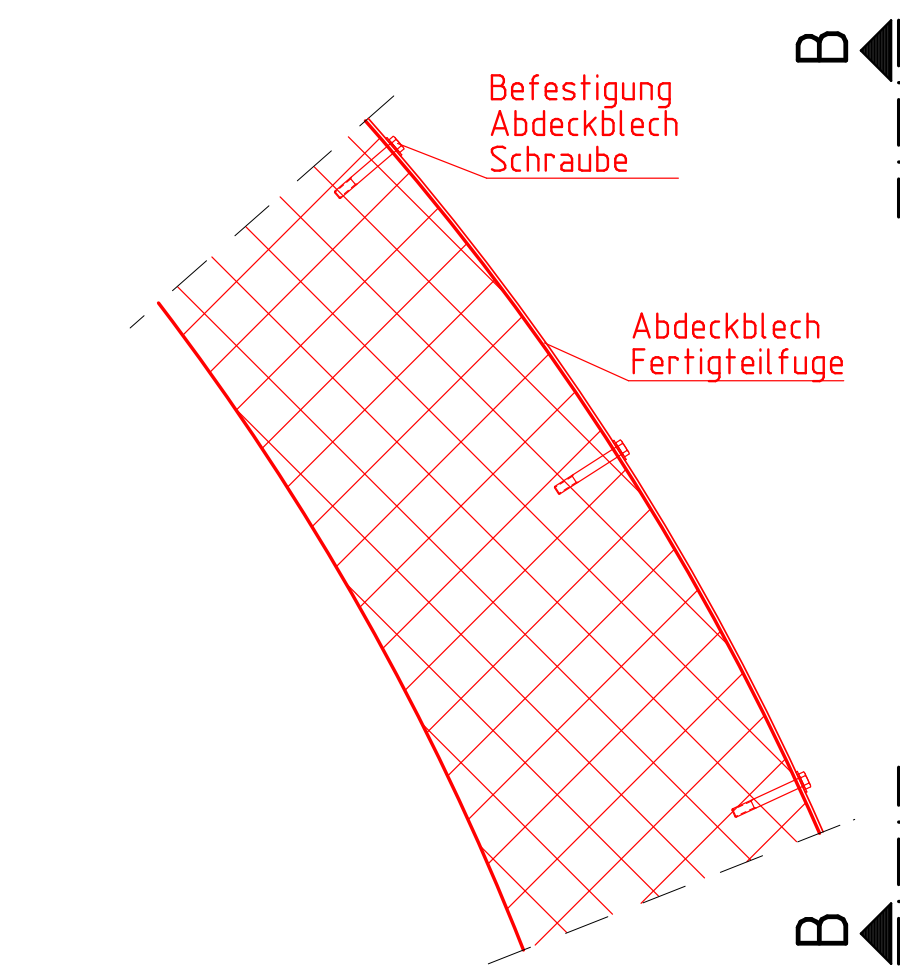 B
Befestigung
Abdeckblech
Schraube
Abdeckblech
Fertigteilfuge
B